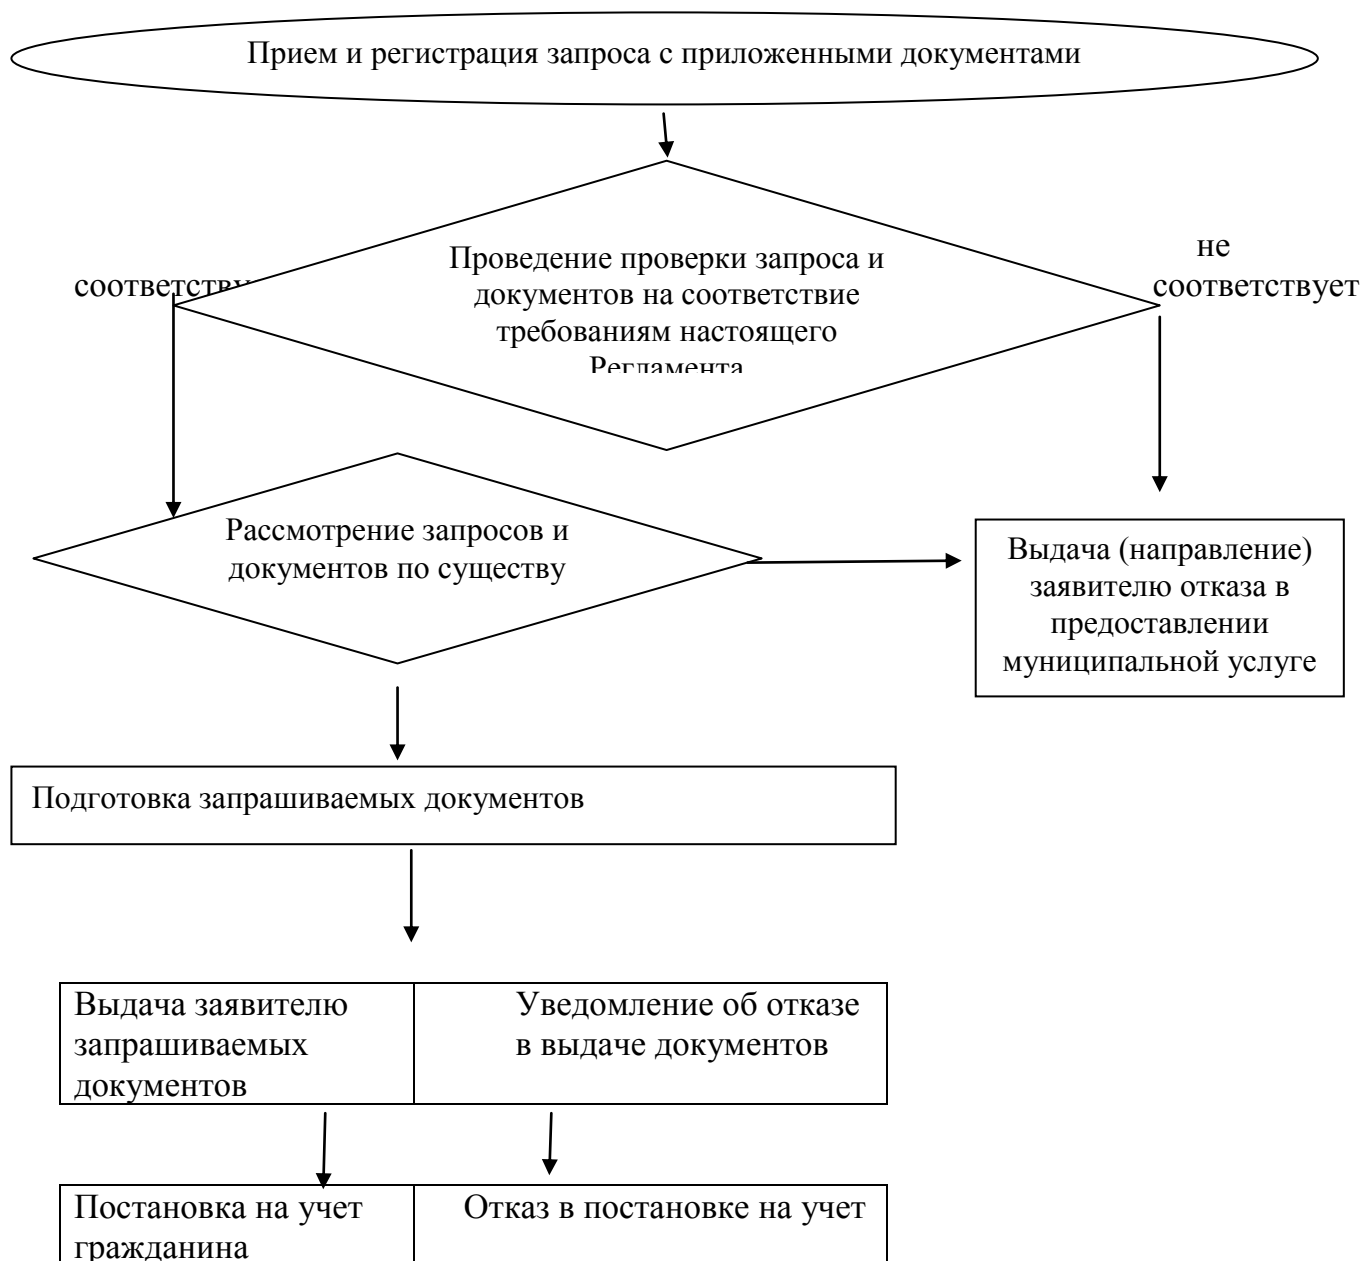 Прием и регистрация запроса с приложенными документами
не
соответству
соответствует
Проведение проверки запроса и
документов на соответствие
требованиям настоящего
Регламента
Рассмотрение запросов и
документов по существу
Выдача (направление)
заявителю отказа в
предоставлении
муниципальной услуге
Подготовка запрашиваемых документов
Выдача заявителю
запрашиваемых
документов
Уведомление об отказе
в выдаче документов
Постановка на учет
гражданина
Отказ в постановке на учет